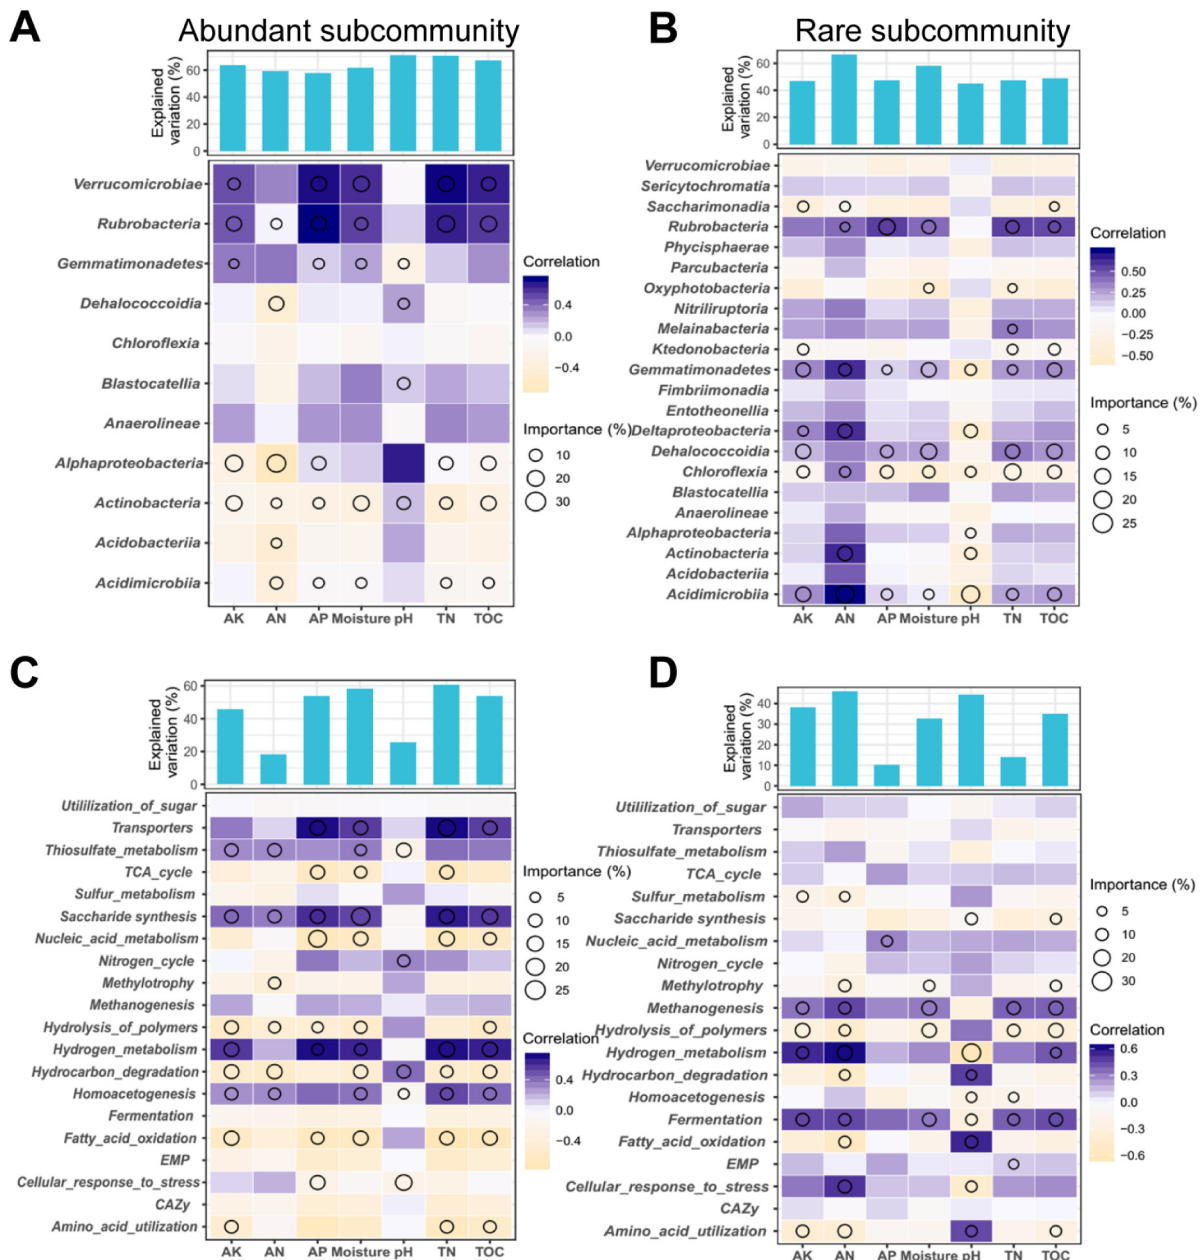 A Abundant subcommunity
Explained
variation (%)
60
40
20
0
Verrucomicrobiae
Rubrobacteria
Gemmatimonadetes
Dehalococcoidia
Chloroflexia
Blastocatellia
Anaerolineae
Alphaproteobacteria
Actinobacteria
Acidobacteriia
Acidimicrobiia
AK AN AP Moisture pH TN TOC
Correlation
0.4
0.0
−0.4
Importance (%)
10
20
30
B Rare subcommunity
Explained
variation (%)
60
40
20
0
Verrucomicrobiae
Sericytochromatia
Saccharimonadia
Rubrobacteria
Phycisphaerae
Parcubacteria
Oxyphotobacteria
Nitriliruptoria
Melainabacteria
Ktedonobacteria
Gemmatimonadetes
Fimbriimonadia
Entotheonellia
Deltaproteobacteria
Dehalococcoidia
Chloroflexia
Blastocatellia
Anaerolineae
Alphaproteobacteria
Actinobacteria
Acidobacteriia
Acidimicrobiia
AK AN AP Moisture pH TN TOC
Correlation
0.50
0.25
0.00
−0.25
−0.50
Importance (%)
5
10
15
20
25
C
Explained
variation (%)
60
40
20
0
Utililization_of_sugar
Transporters
Thiosulfate_metabolism
TCA_cycle
Sulfur_metabolism
Saccharide synthesis
Nucleic_acid_metabolism
Nitrogen_cycle
Methylotrophy
Methanogenesis
Hydrolysis_of_polymers
Hydrogen_metabolism
Hydrocarbon_degradation
Homoacetogenesis
Fermentation
Fatty_acid_oxidation
EMP
Cellular_response_to_stress
CAZy
Amino_acid_utilization
AK AN AP Moisture pH TN TOC
Importance (%)
5
10
15
20
25
Correlation
0.4
0.0
−0.4
D
Explained
variation (%)
40
30
20
10
0
Utililization_of_sugar
Transporters
Thiosulfate_metabolism
TCA_cycle
Sulfur_metabolism
Saccharide synthesis
Nucleic_acid_metabolism
Nitrogen_cycle
Methylotrophy
Methanogenesis
Hydrolysis_of_polymers
Hydrogen_metabolism
Hydrocarbon_degradation
Homoacetogenesis
Fermentation
Fatty_acid_oxidation
EMP
Cellular_response_to_stress
CAZy
Amino_acid_utilization
AK AN AP Moisture pH TN TOC
Importance (%)
5
10
20
30
Correlation
0.6
0.3
0.0
−0.3
−0.6